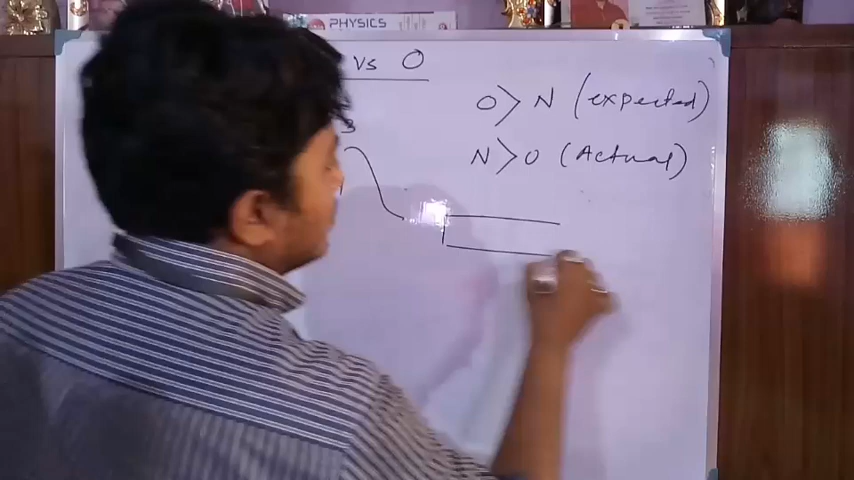 PHYSICS
vs O
O > N (expected)
N > O (Actual)